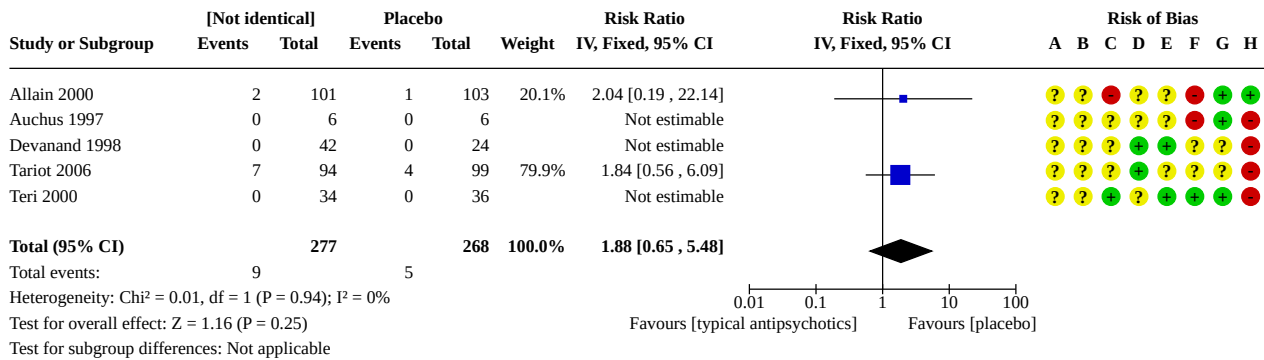 [Not identical] Placebo Risk Ratio Risk Ratio Risk of Bias
Study or Subgroup Events Total Events Total Weight IV, Fixed, 95% CI IV, Fixed, 95% CI A B C D E F G H
Allain 2000 2 101 1 103 20.1% 2.04 [0.19 , 22.14] ? ? - ? ? - + +
Auchus 1997 0 6 0 6 Not estimable ? ? ? ? ? - + -
Devanand 1998 0 42 0 24 Not estimable ? ? ? + + ? ? -
Tariot 2006 7 94 4 99 79.9% 1.84 [0.56 , 6.09] ? ? ? + ? ? ? -
Teri 2000 0 34 0 36 Not estimable ? ? + ? + + + -
Total (95% CI) 277 268 100.0% 1.88 [0.65 , 5.48]
Total events: 9 5
Heterogeneity: Chi² = 0.01, df = 1 (P = 0.94); I² = 0%
0.01 0.1 1 10 100
Test for overall effect: Z = 1.16 (P = 0.25)
Favours [typical antipsychotics] Favours [placebo]
Test for subgroup differences: Not applicable